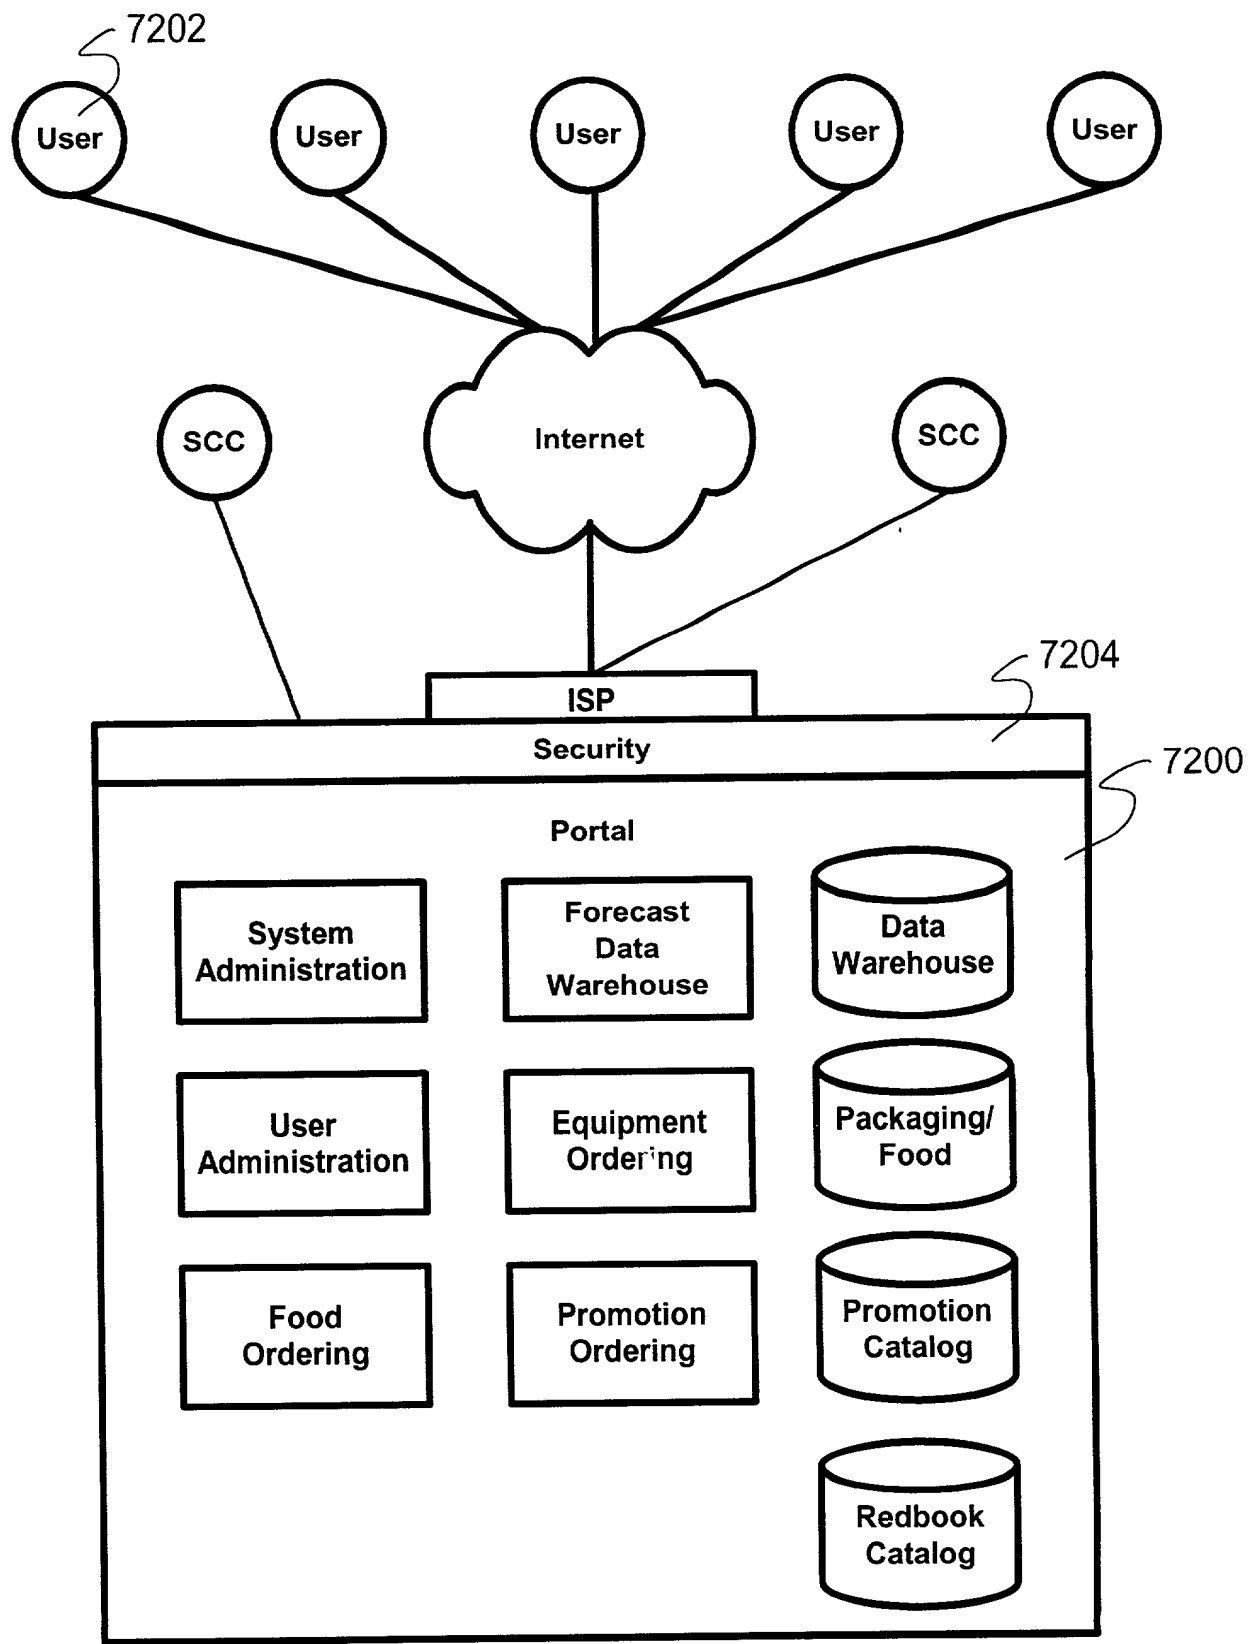 7202
User
User
User
User
User
SCC
Internet
SCC
7204
ISP
Security
7200
Portal
System
Administration
Forecast
Data
Warehouse
Data
Warehouse
User
Administration
Equipment
Ordering
Packaging/
Food
Food
Ordering
Promotion
Ordering
Promotion
Catalog
Redbook
Catalog